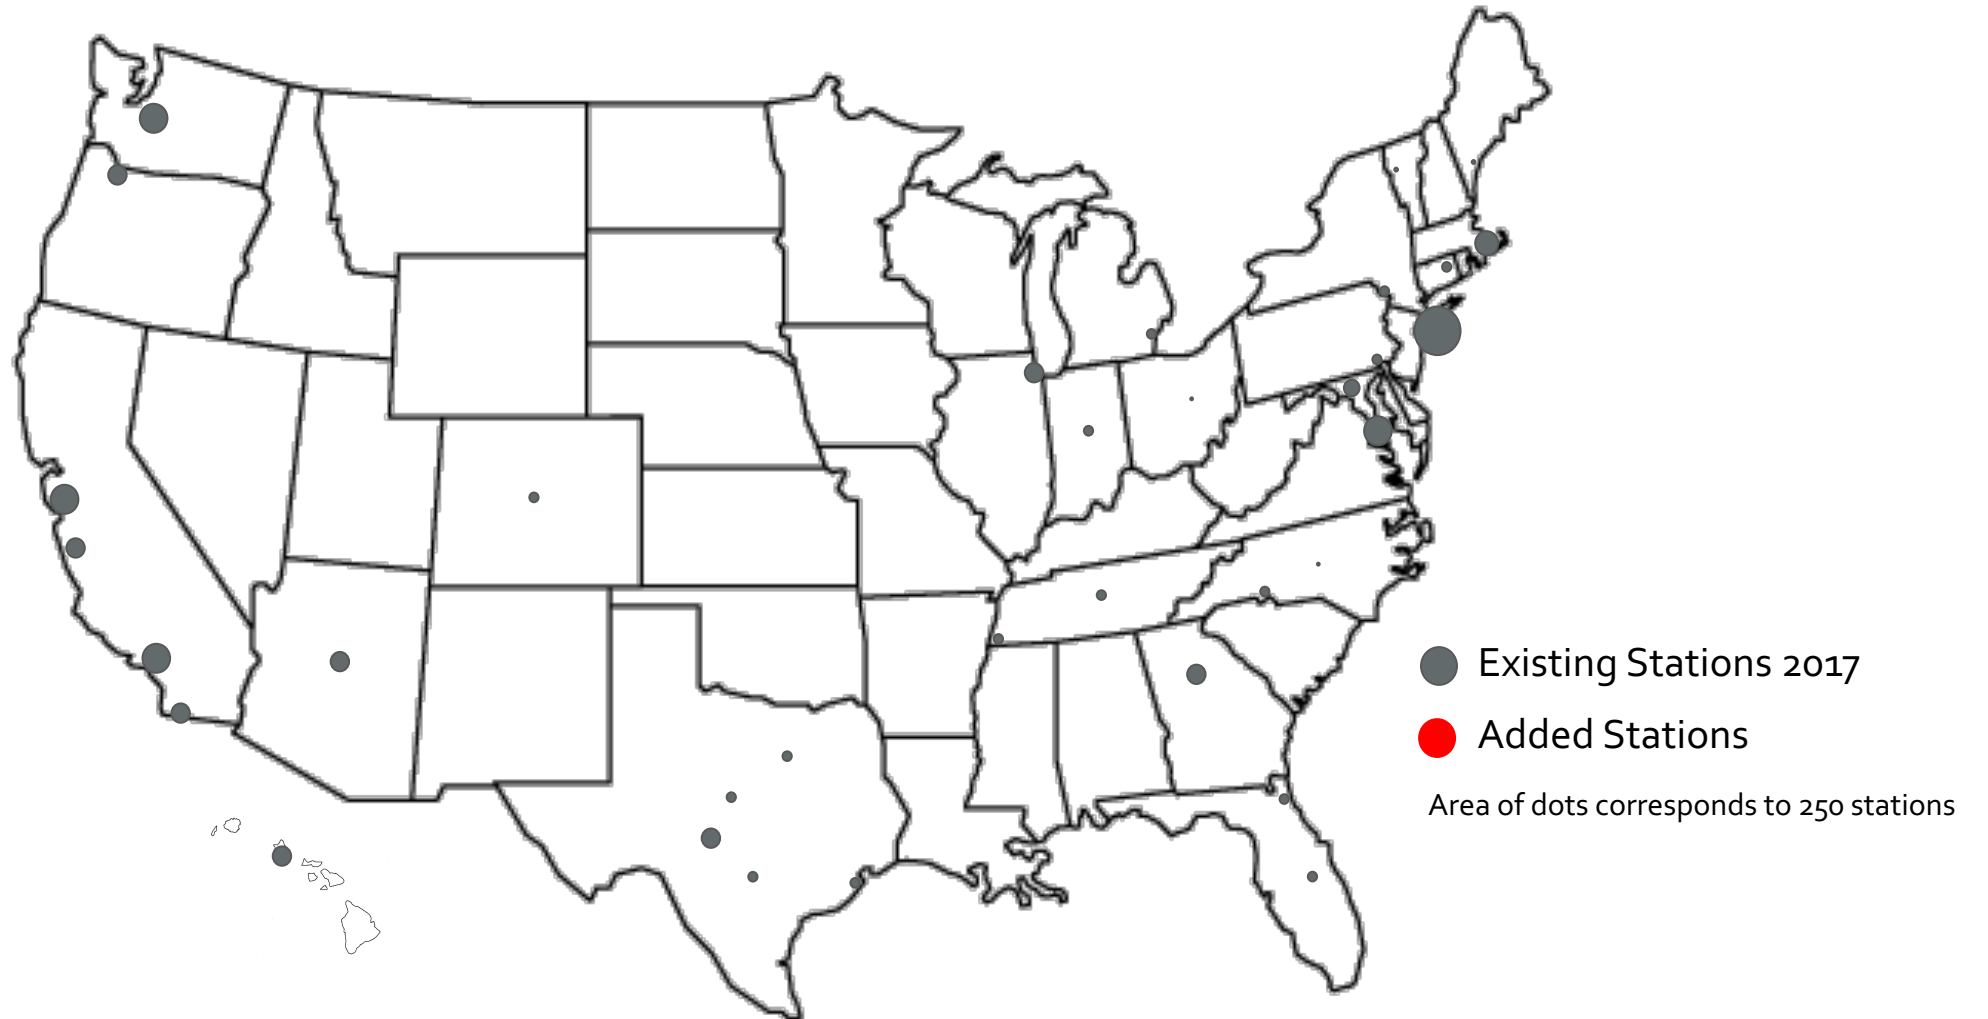 Existing Stations 2017
Added Stations
Area of dots corresponds to 250 stations